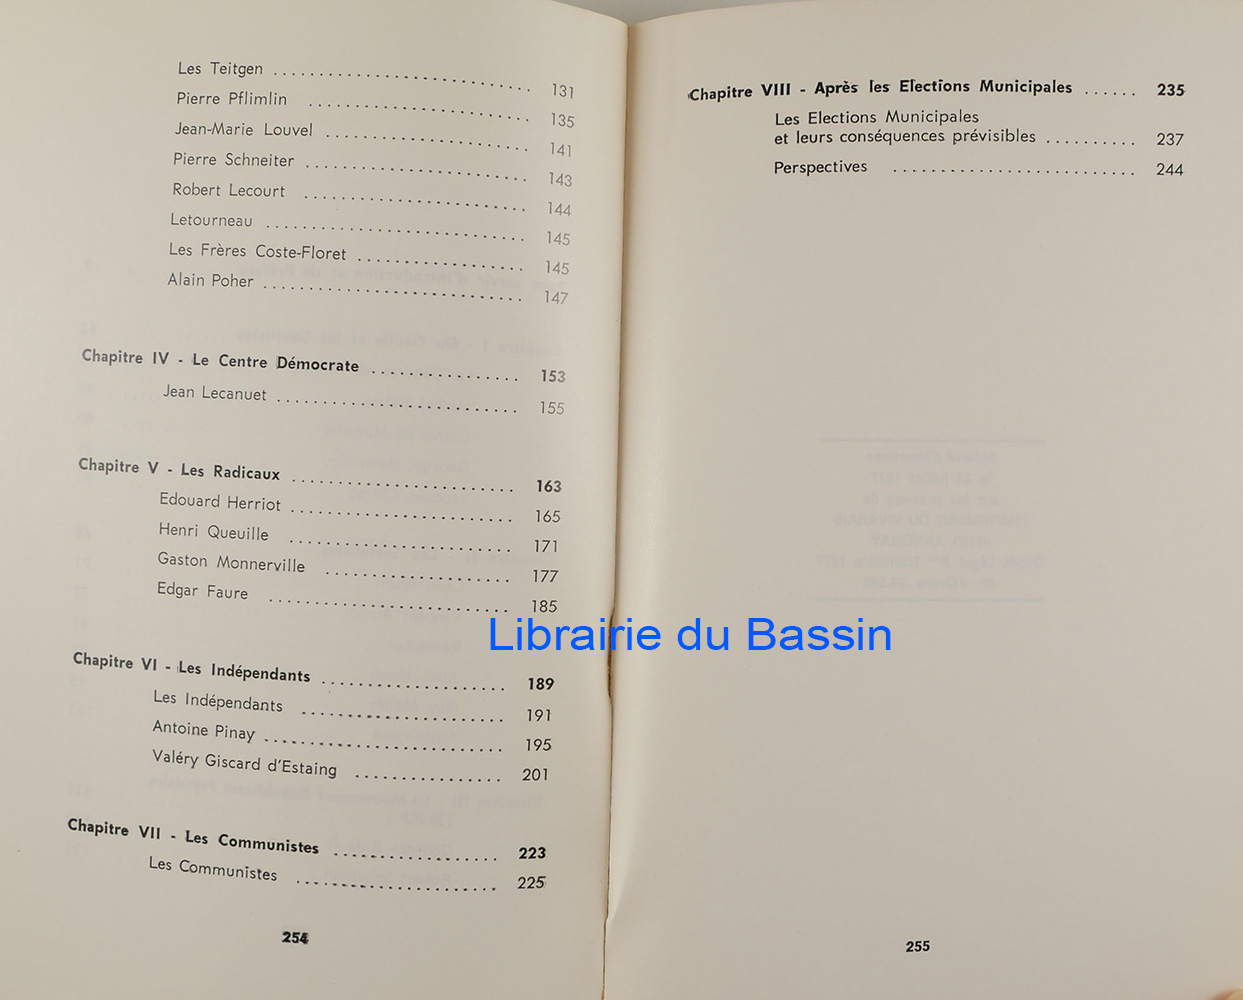 Les Teitgen ............................ 131
Pierre Pflimlin ........................ 135
Jean-Marie Louvel ...................... 141
Pierre Schneiter ........................ 143
Robert Lecourt ........................ 144
Letourneau ............................ 145
Les Frères Coste-Floret .................. 145
Alain Poher ............................ 147
Chapitre IV - Le Centre Démocrate ................ 153
Jean Lecanuet .......................... 155
Chapitre V - Les Radicaux ........................ 163
Edouard Herriot ........................ 165
Henri Queuille ........................ 171
Gaston Monnerville .................... 177
Edgar Faure .......................... 185
Chapitre VI - Les Indépendants .................... 189
Les Indépendants ...................... 191
Antoine Pinay .......................... 195
Valéry Giscard d'Estaing ................ 201
Chapitre VII - Les Communistes .................. 223
Les Communistes ...................... 225
254
Chapitre VIII - Après les Elections Municipales ...... 235
Les Elections Municipales
et leurs conséquences prévisibles .......... 237
Perspectives .......................... 244
255
Librairie du Bassin